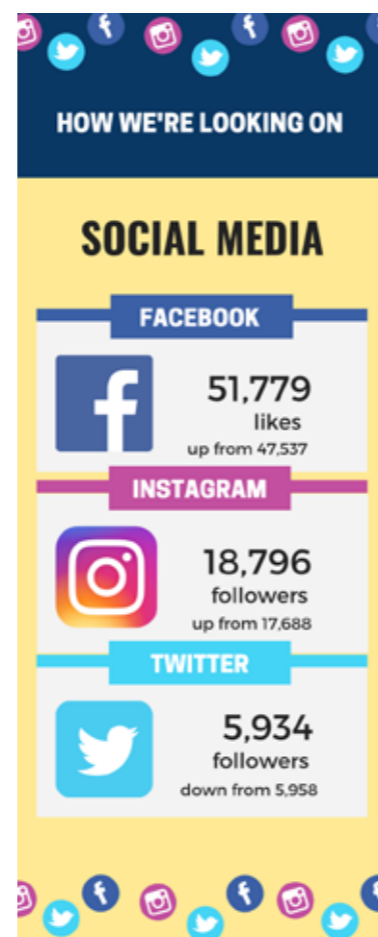 HOW WE'RE LOOKING ON
SOCIAL MEDIA
FACEBOOK
51,779
likes
up from 47,537
INSTAGRAM
18,796
followers
up from 17,688
TWITTER
5,934
followers
down from 5,958